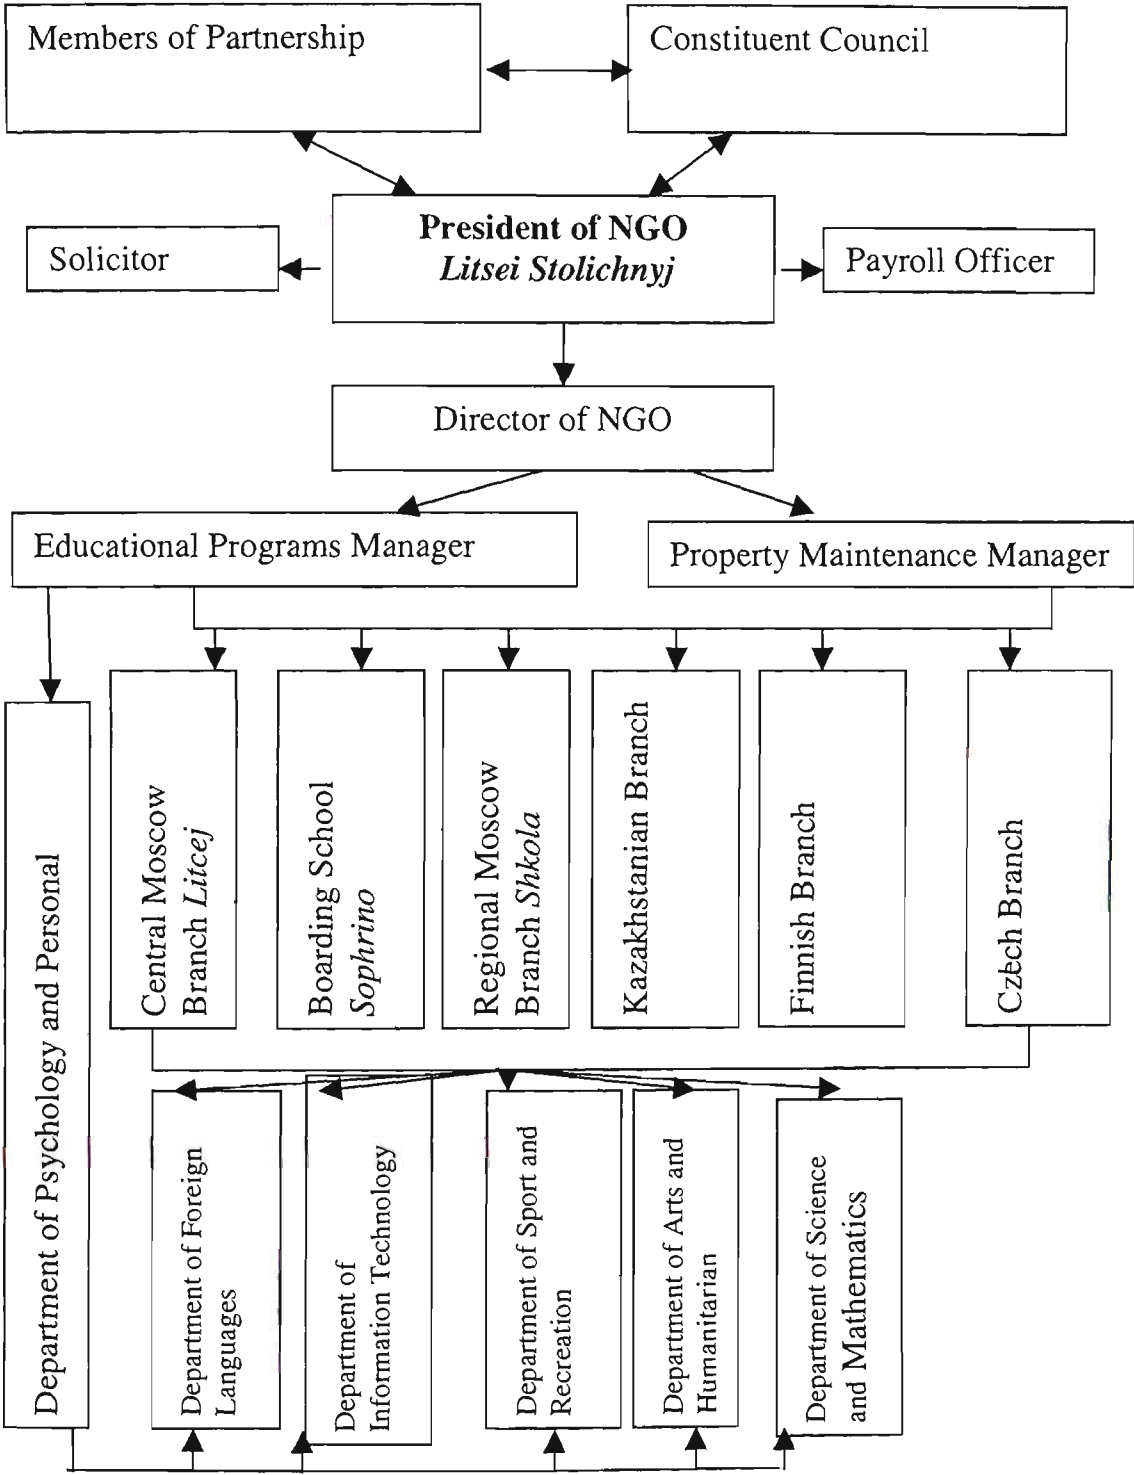 Members of Partnership
Constituent Council
President of NGO
Litsei Stolichnyj
Solicitor
Payroll Officer
Director of NGO
Educational Programs Manager
Property Maintenance Manager
Department of Psychology and Personal
Central Moscow
Branch Litcej
Boarding School
Sophrino
Regional Moscow
Branch Shkola
Kazakhstanian Branch
Finnish Branch
Czech Branch
Department of Foreign
Languages
Department of
Information Technology
Department of Sport and
Recreation
Department of Arts and
Humanitarian
Department of Science
and Mathematics